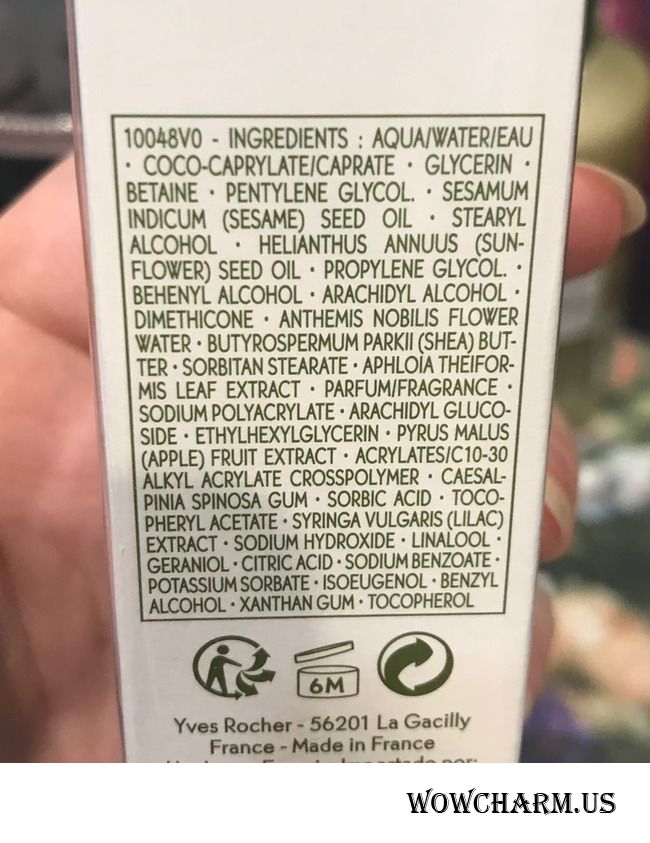 10048V0 - INGREDIENTS : AQUA/WATER/EAU
· COCO-CAPRYLATE/CAPRATE · GLYCERIN ·
BETAINE · PENTYLENE GLYCOL. · SESAMUM
INDICUM (SESAME) SEED OIL · STEARYL
ALCOHOL · HELIANTHUS ANNUUS (SUN-
FLOWER) SEED OIL · PROPYLENE GLYCOL. ·
BEHENYL ALCOHOL · ARACHIDYL ALCOHOL ·
DIMETHICONE · ANTHEMIS NOBILIS FLOWER
WATER · BUTYROSPERMUM PARKII (SHEA) BUT-
TER · SORBITAN STEARATE · APHLOIA THEIFOR-
MIS LEAF EXTRACT · PARFUM/FRAGRANCE ·
SODIUM POLYACRYLATE · ARACHIDYL GLUCO-
SIDE · ETHYLHEXYLGLYCERIN · PYRUS MALUS
(APPLE) FRUIT EXTRACT · ACRYLATES/C10-30
ALKYL ACRYLATE CROSSPOLYMER · CAESAL-
PINIA SPINOSA GUM · SORBIC ACID · TOCO-
PHERYL ACETATE · SYRINGA VULGARIS (LILAC)
EXTRACT · SODIUM HYDROXIDE · LINALOOL ·
GERANIOL · CITRIC ACID · SODIUM BENZOATE ·
POTASSIUM SORBATE · ISOEUGENOL · BENZYL
ALCOHOL · XANTHAN GUM · TOCOPHEROL
6M
Yves Rocher - 56201 La Gacilly
France - Made in France
WOWCHARM.US